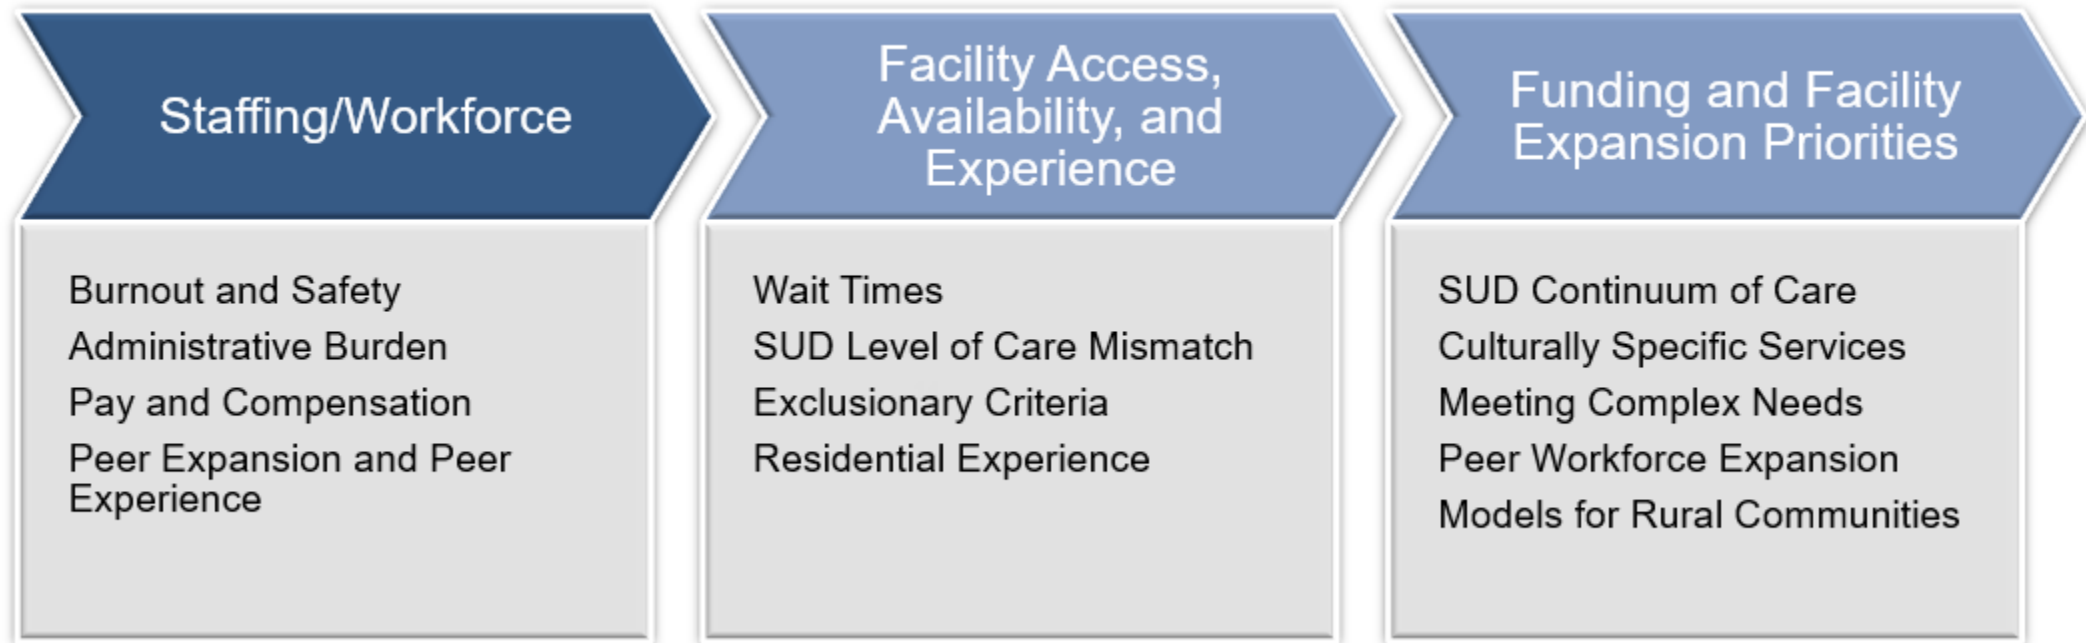 Staffing/Workforce
Burnout and Safety
Administrative Burden
Pay and Compensation
Peer Expansion and Peer
Experience
Facility Access,
Availability, and
Experience
Wait Times
SUD Level of Care Mismatch
Exclusionary Criteria
Residential Experience
Funding and Facility
Expansion Priorities
SUD Continuum of Care
Culturally Specific Services
Meeting Complex Needs
Peer Workforce Expansion
Models for Rural Communities